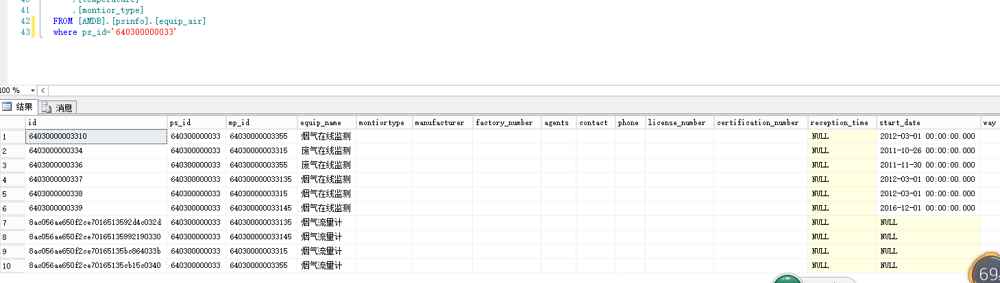 ,[temperature]
41 ,[montior_type]
42 FROM [AMDB].[psinfo].[equip_air]
43 where ps_id='640300000033'
100 %
结果 消息
id ps_id mp_id equip_name montiortype manufacturer factory_number agents contact phone license_number certification_number reception_time start_date way
1 64030000003310 640300000033 64030000003355 烟气在线监测 NULL 2012-03-01 00:00:00.000
2 6403000000334 640300000033 64030000003315 废气在线监测 NULL 2011-10-26 00:00:00.000
3 6403000000336 640300000033 64030000003355 废气在线监测 NULL 2011-11-30 00:00:00.000
4 6403000000337 640300000033 640300000033135 烟气在线监测 NULL 2012-03-01 00:00:00.000
5 6403000000338 640300000033 64030000003315 烟气在线监测 NULL 2012-03-01 00:00:00.000
6 6403000000339 640300000033 640300000033145 烟气在线监测 NULL 2016-12-01 00:00:00.000
7 8ac056ae650f2ce7016513592d4c032d 640300000033 640300000033135 烟气流量计 NULL NULL
8 8ac056ae650f2ce70165135992190330 640300000033 640300000033145 烟气流量计 NULL NULL
9 8ac056ae650f2ce70165135bc864033b 640300000033 64030000003315 烟气流量计 NULL NULL
10 8ac056ae650f2ce70165135cb15c0340 640300000033 64030000003355 烟气流量计 NULL NULL
69